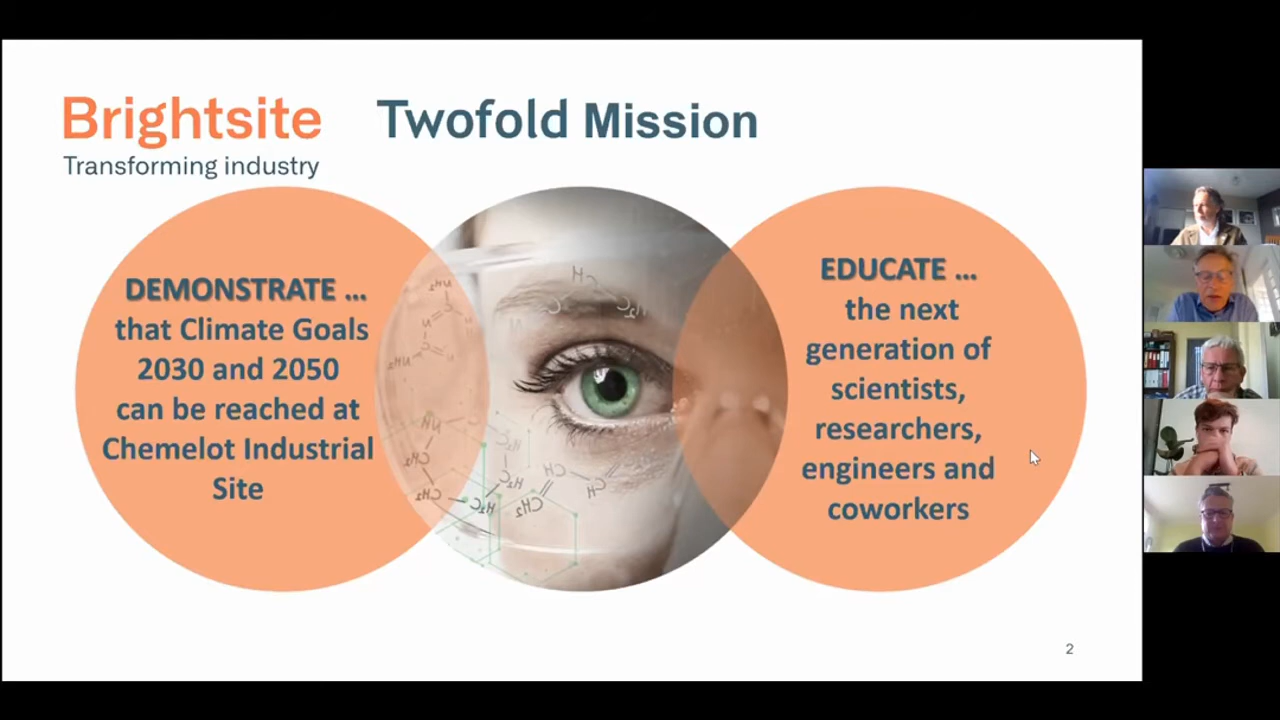 Brightsite
Transforming industry
Twofold Mission
DEMONSTRATE ...
that Climate Goals
2030 and 2050
can be reached at
Chemelot Industrial
Site
EDUCATE ...
the next
generation of
scientists,
researchers,
engineers and
coworkers
2